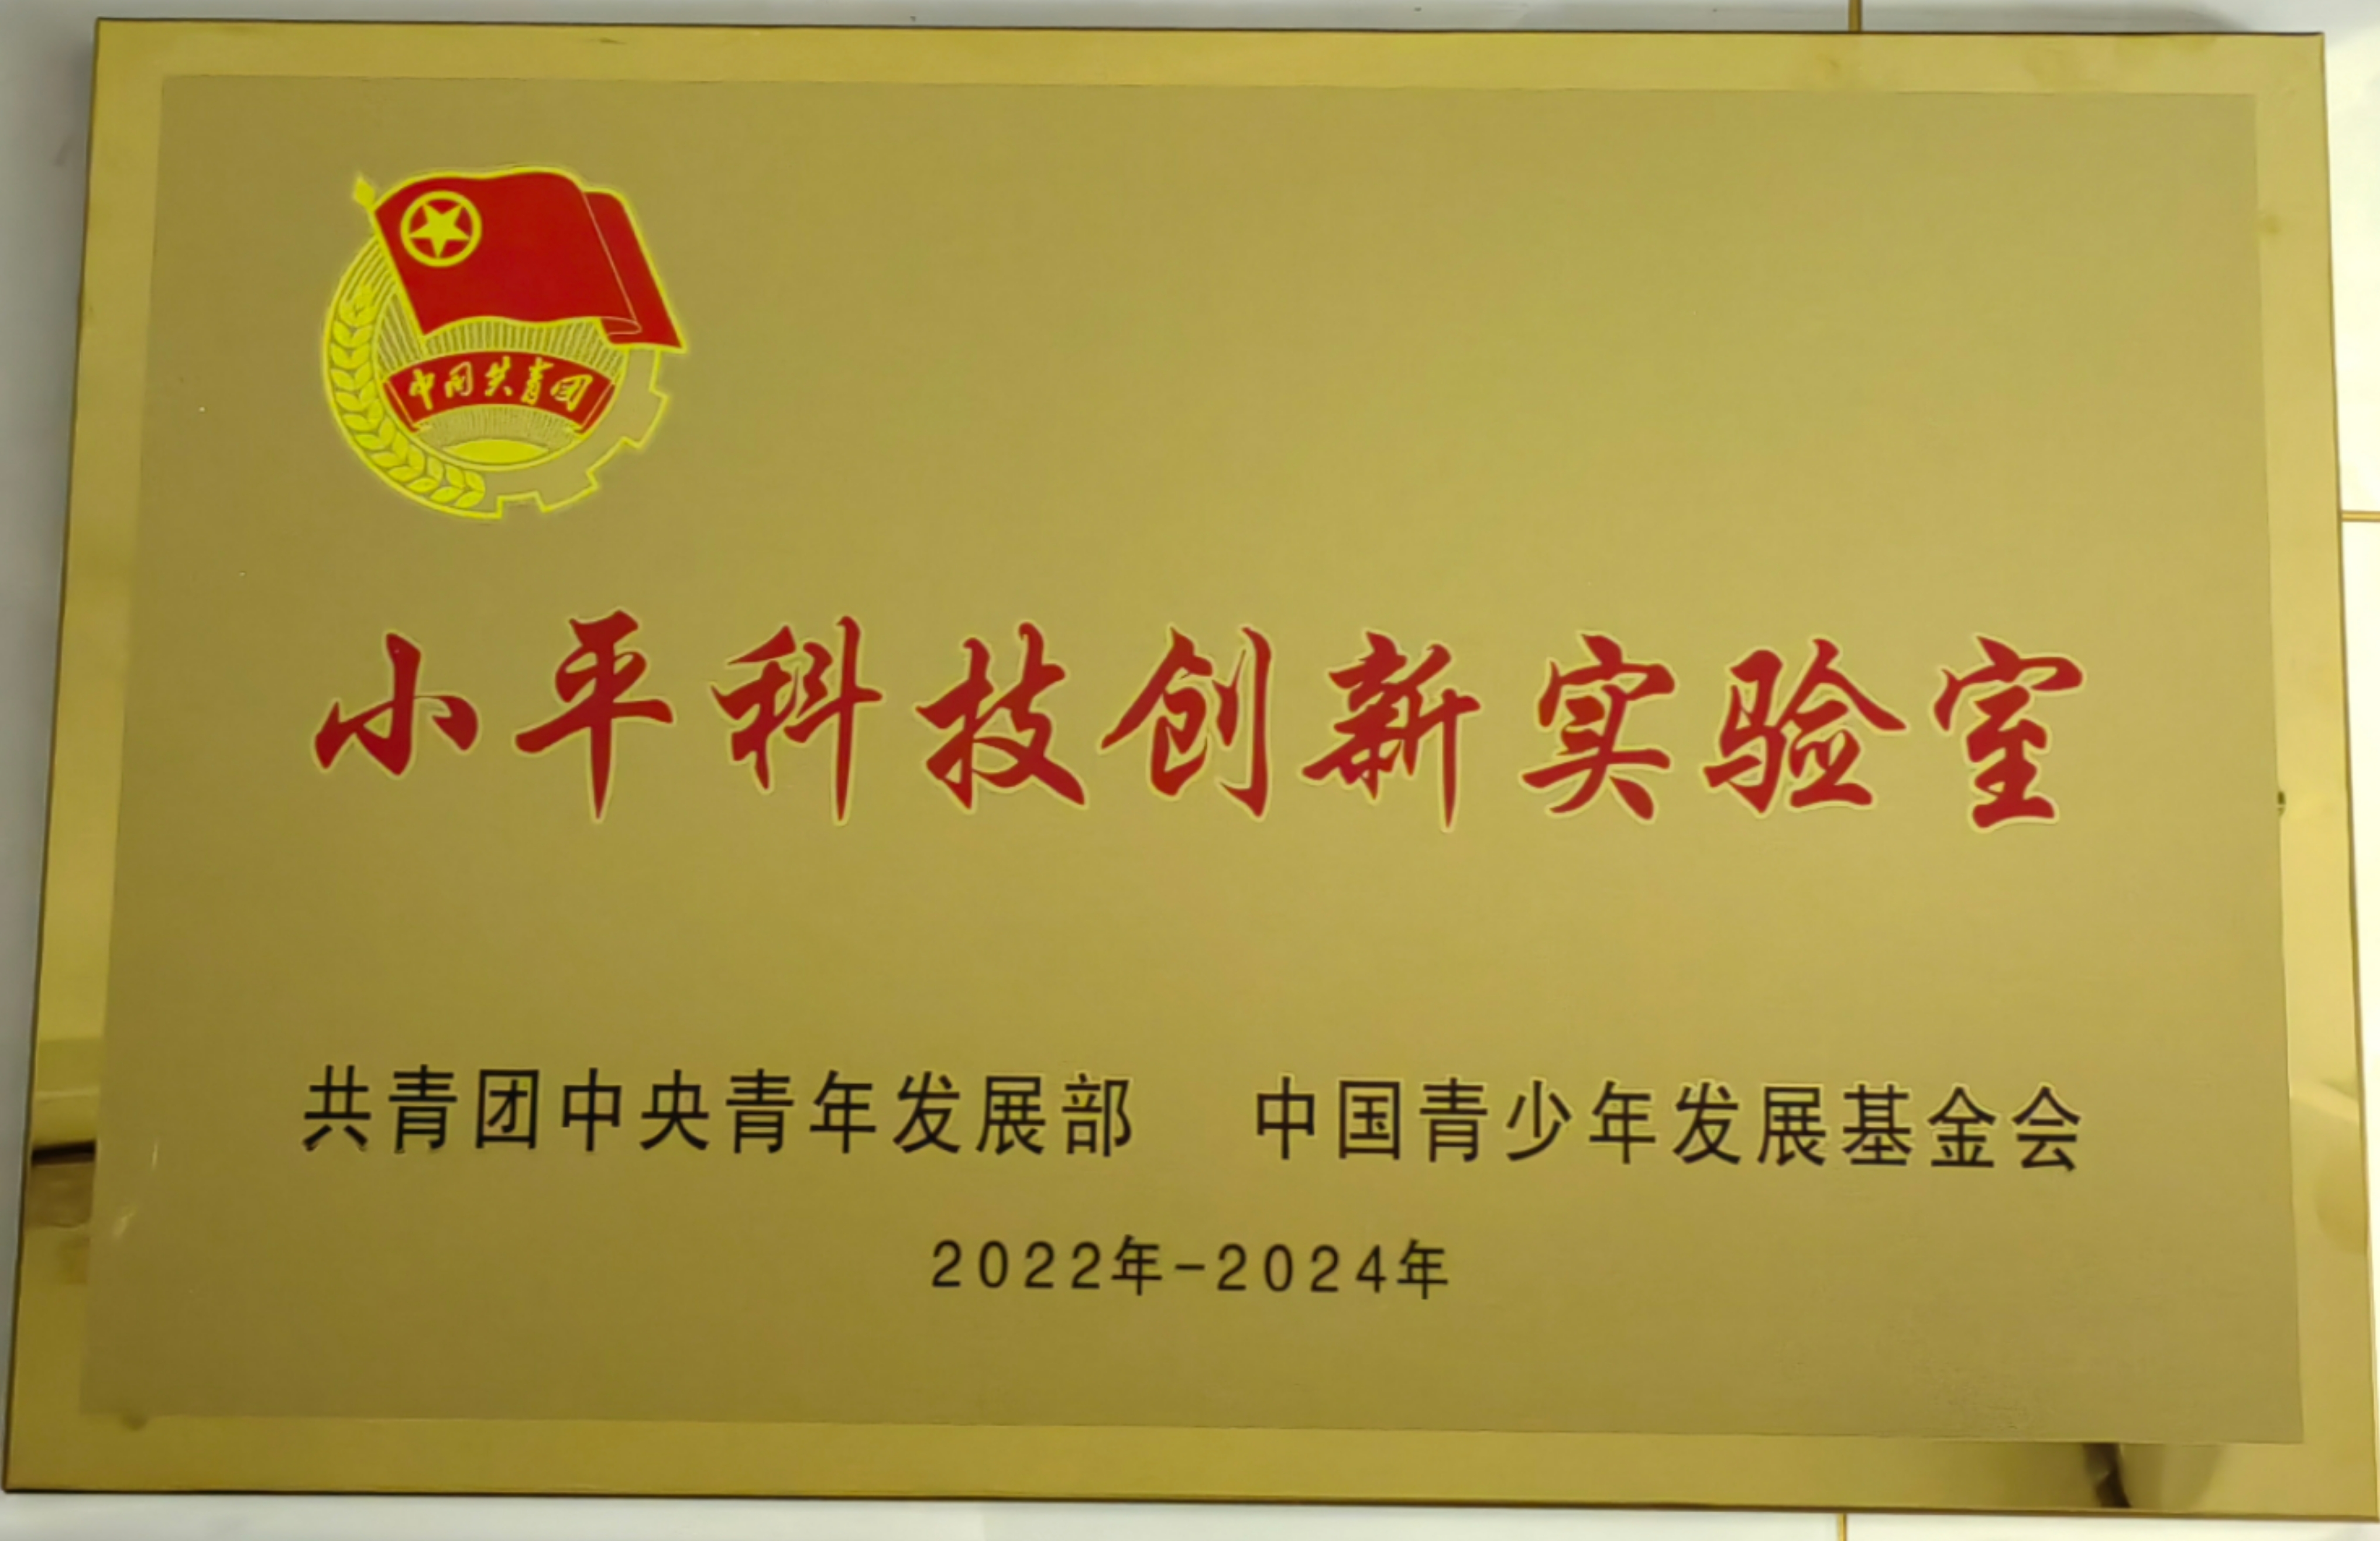 中国共青团
小平科技创新实验室
共青团中央青年发展部 中国青少年发展基金会
2022年-2024年